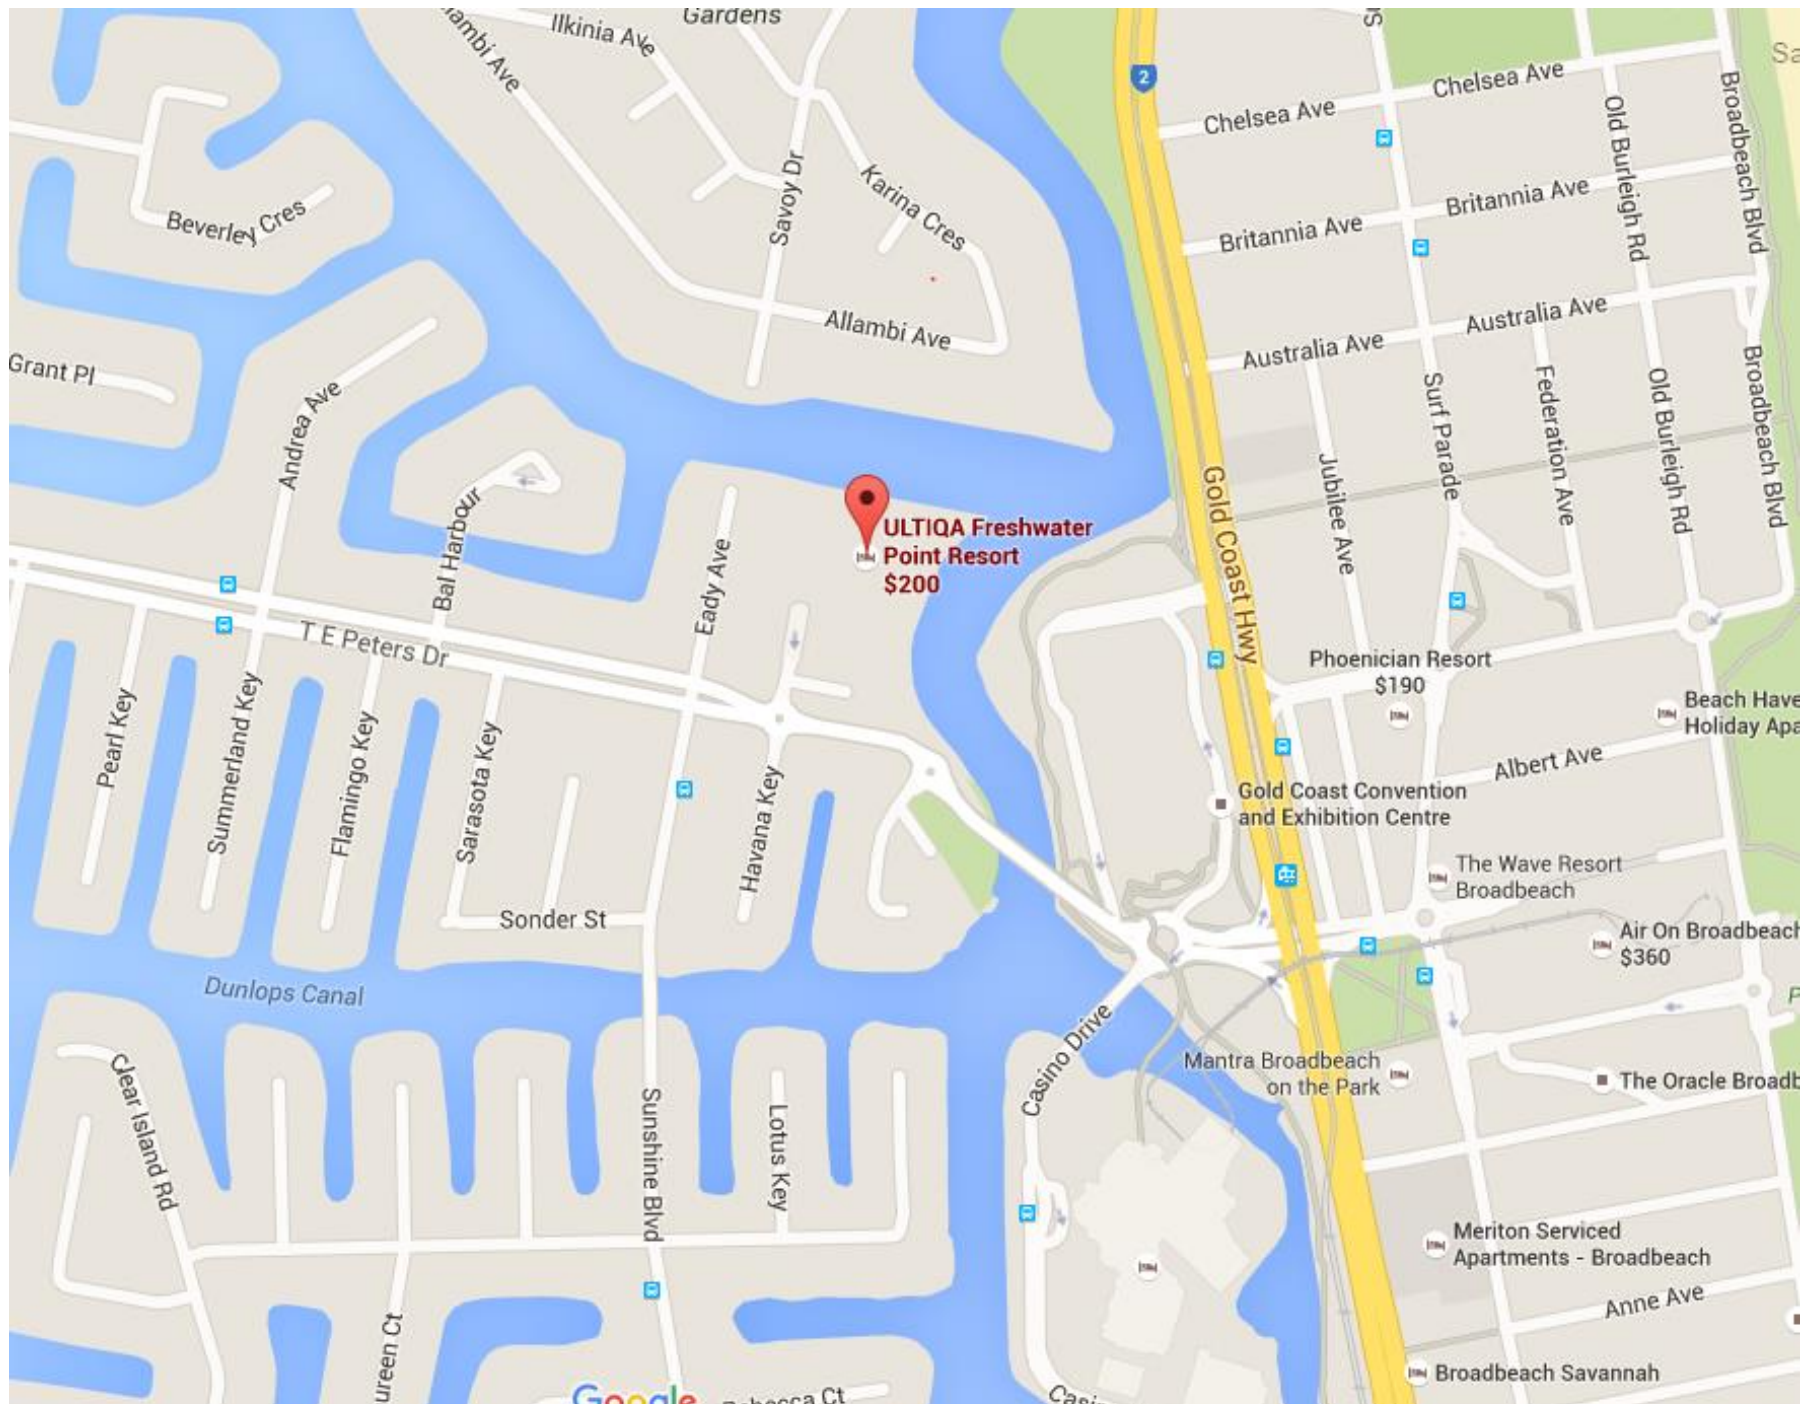 Gardens
Ilkinia Ave
ambi Ave
2
Chelsea Ave
Chelsea Ave
Old Burleigh Rd
Broadbeach Blvd
Sa
Savoy Dr
Karina Cres
Beverley Cres
Britannia Ave
Britannia Ave
Allambi Ave
Australia Ave
Australia Ave
Grant Pl
Andrea Ave
Surf Parade
Federation Ave
Old Burleigh Rd
Broadbeach Blvd
Jubilee Ave
Gold Coast Hwy
Bal Harbour
Eady Ave
ULTIQA Freshwater
Point Resort
$200
T E Peters Dr
Phoenician Resort
$190
Beach Have
Holiday Apa
Pearl Key
Summerland Key
Flamingo Key
Sarasota Key
Havana Key
Albert Ave
Gold Coast Convention
and Exhibition Centre
The Wave Resort
Broadbeach
Sonder St
Air On Broadbeach
$360
Dunlops Canal
P
Casino Drive
Mantra Broadbeach
on the Park
The Oracle Broadb
Clear Island Rd
Sunshine Blvd
Lotus Key
Meriton Serviced
Apartments - Broadbeach
Anne Ave
ureen Ct
Broadbeach Savannah
Google
Casi